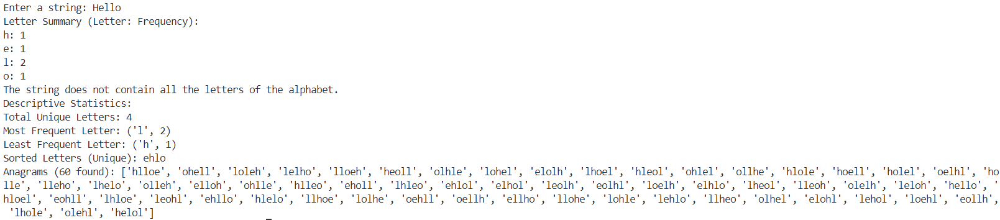 Enter a string: Hello
Letter Summary (Letter: Frequency):
h: 1
e: 1
l: 2
o: 1
The string does not contain all the letters of the alphabet.
Descriptive Statistics:
Total Unique Letters: 4
Most Frequent Letter: ('l', 2)
Least Frequent Letter: ('h', 1)
Sorted Letters (Unique): ehlo
Anagrams (60 found): ['hlloe', 'ohell', 'loleh', 'lelho', 'lloeh', 'heoll', 'olhle', 'lohel', 'elolh', 'lhoel', 'hleol', 'ohlel', 'ollhe', 'hlole', 'hoell', 'holel', 'oelhl', 'ho
lle', 'lleho', 'lhelo', 'olleh', 'elloh', 'ohlle', 'hlleo', 'eholl', 'lhleo', 'ehlol', 'elhol', 'leolh', 'eolhl', 'loelh', 'elhlo', 'lheol', 'lleoh', 'olelh', 'leloh', 'hello', '
hloel', 'eohll', 'lhloe', 'leohl', 'ehllo', 'hlelo', 'llhoe', 'lolhe', 'oehll', 'oellh', 'ellho', 'llohe', 'lohle', 'lehlo', 'llheo', 'olhel', 'elohl', 'lehol', 'loehl', 'eollh',
'lhole', 'olehl', 'helol']